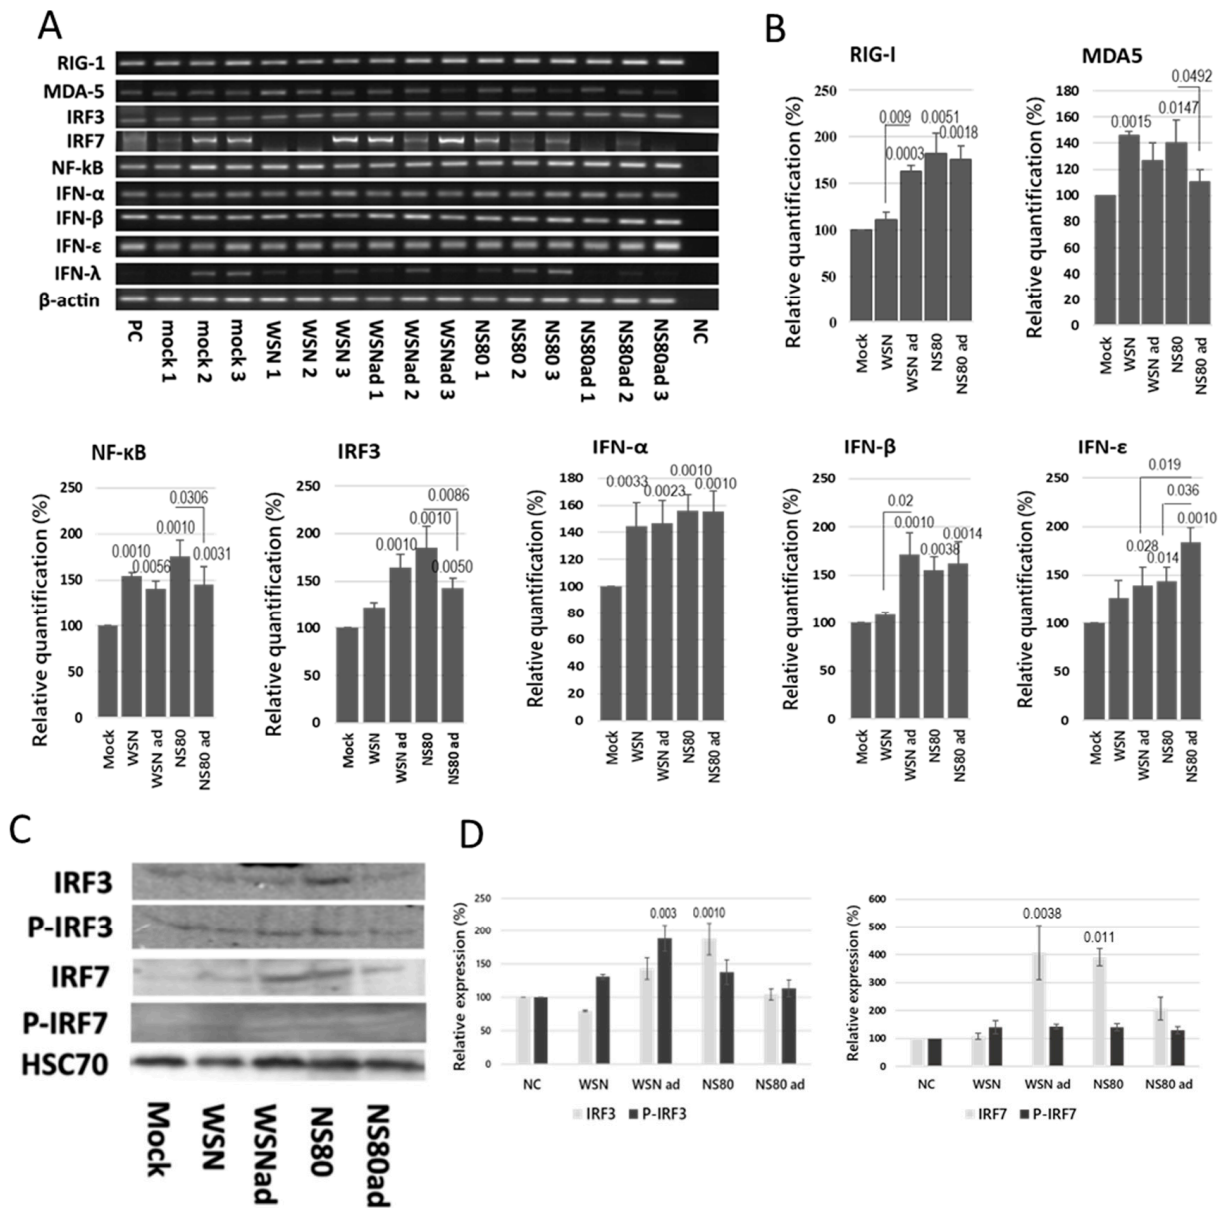 A
RIG-1
MDA-5
IRF3
IRF7
NF-kB
IFN-α
IFN-β
IFN-ε
IFN-λ
β-actin
PC
mock 1
mock 2
mock 3
WSN 1
WSN 2
WSN 3
WSNad 1
WSNad 2
WSNad 3
NS80 1
NS80 2
NS80 3
NS80ad 1
NS80ad 2
NS80ad 3
NC
B
RIG-I
Relative quantification (%)
250
200
150
100
50
0
0.009
0.0051
0.0018
0.0003
Mock
WSN
WSN ad
NS80
NS80 ad
MDA5
Relative quantification (%)
180
160
140
120
100
80
60
40
20
0
0.0492
0.0147
0.0015
Mock
WSN
WSN ad
NS80
NS80 ad
NF-κB
Relative quantification (%)
250
200
150
100
50
0
0.0306
0.0010
0.0010
0.0056
0.0031
Mock
WSN
WSN ad
NS80
NS80 ad
IRF3
Relative quantification (%)
250
200
150
100
50
0
0.0086
0.0010
0.0010
0.0050
Mock
WSN
WSN ad
NS80
NS80 ad
IFN-α
Relative quantification (%)
180
160
140
120
100
80
60
40
20
0
0.0033
0.0010
0.0023
0.0010
Mock
WSN
WSN ad
NS80
NS80 ad
IFN-β
Relative quantification (%)
250
200
150
100
50
0
0.02
0.0010
0.0038
0.0014
Mock
WSN
WSN ad
NS80
NS80 ad
IFN-ε
Relative quantification (%)
250
200
150
100
50
0
0.019
0.036
0.0010
0.028
0.014
Mock
WSN
WSN ad
NS80
NS80 ad
C
IRF3
P-IRF3
IRF7
P-IRF7
HSC70
Mock
WSN
WSNad
NS80
NS80ad
D
Relative expression (%)
250
200
150
100
50
0
0.003
0.0010
NC
WSN
WSN ad
NS80
NS80 ad
IRF3
P-IRF3
Relative expression (%)
600
500
400
300
200
100
0
0.0038
0.011
NC
WSN
WSN ad
NS80
NS80 ad
IRF7
P-IRF7